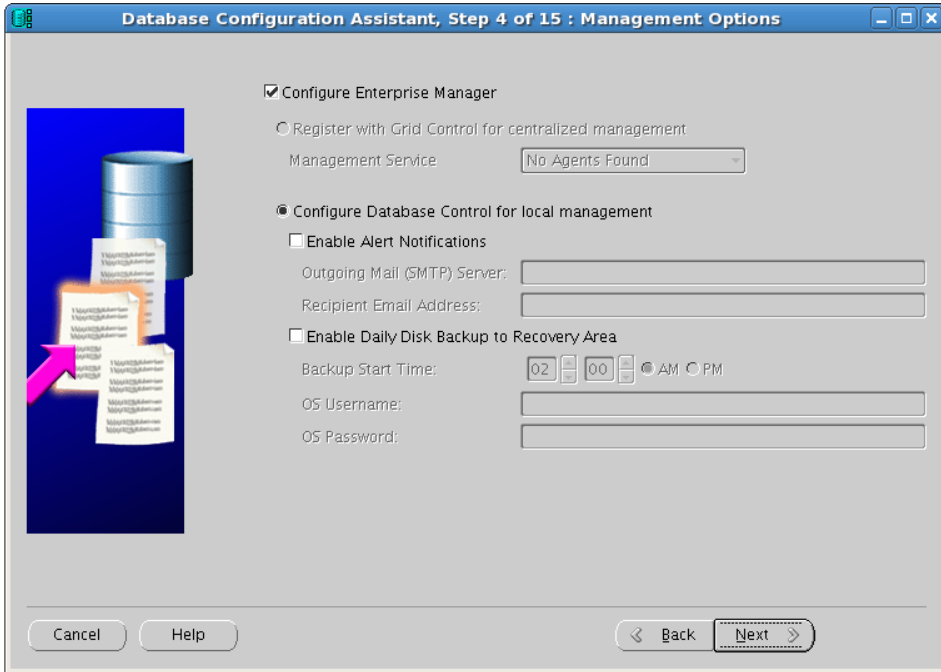 Database Configuration Assistant, Step 4 of 15 : Management Options
Configure Enterprise Manager
Register with Grid Control for centralized management
Management Service No Agents Found
Configure Database Control for local management
Enable Alert Notifications
Outgoing Mail (SMTP) Server:
Recipient Email Address:
Enable Daily Disk Backup to Recovery Area
Backup Start Time: 02 00 AM PM
OS Username:
OS Password:
Cancel Help Back Next